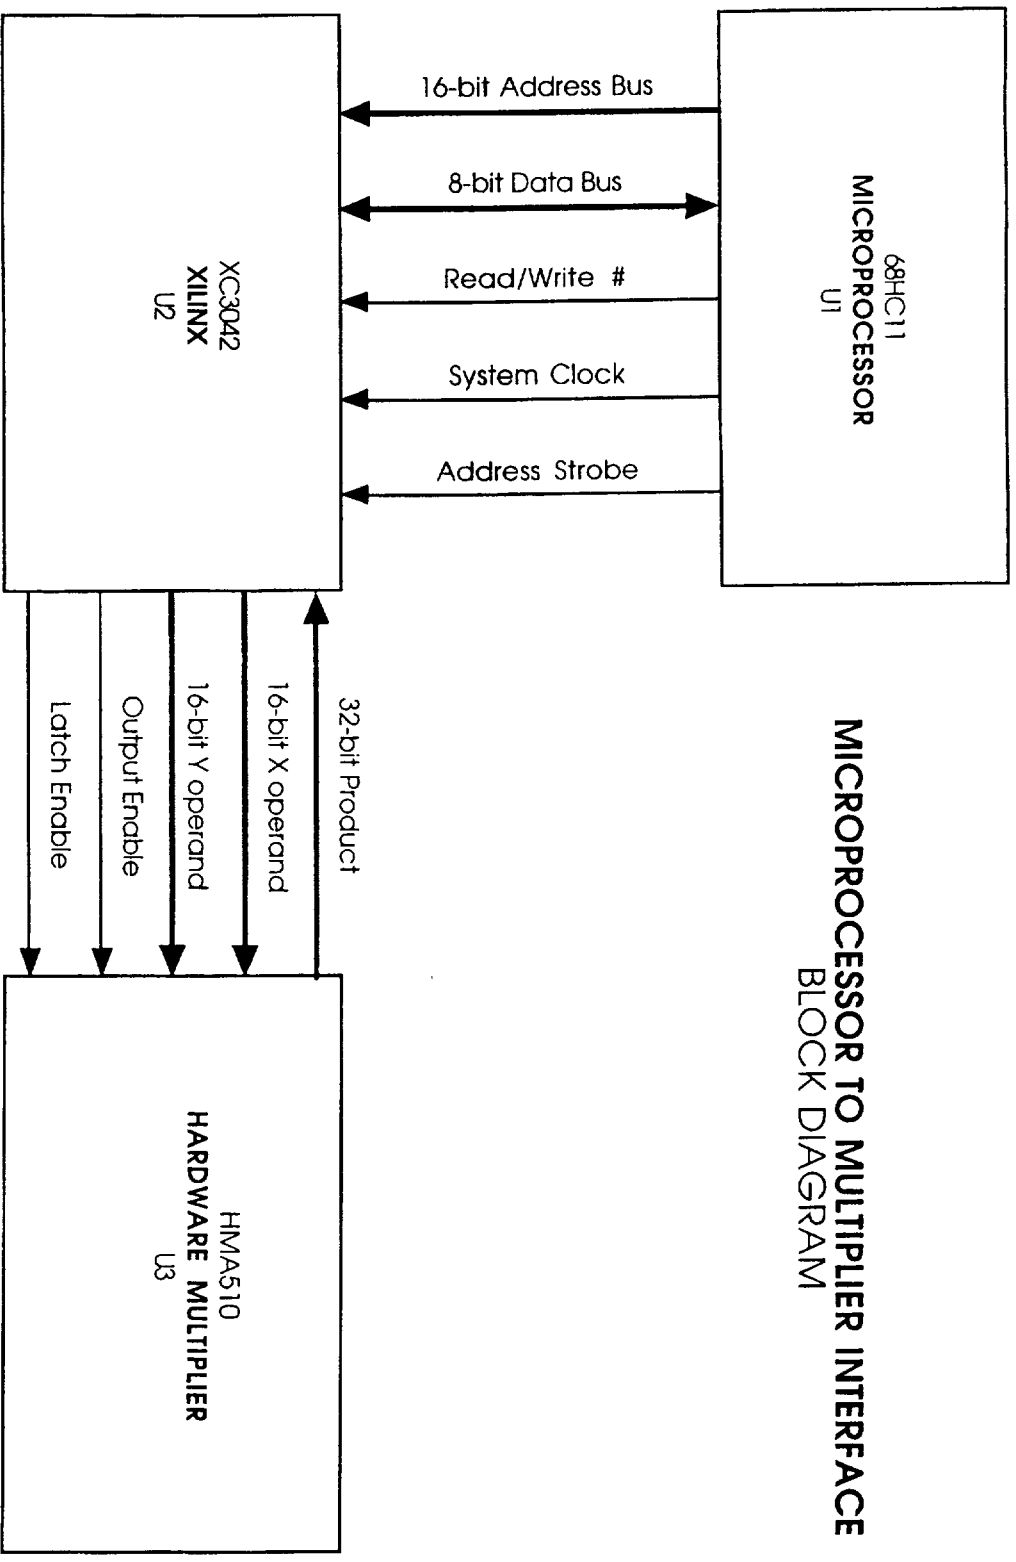 MICROPROCESSOR TO MULTIPLIER INTERFACE
BLOCK DIAGRAM
68HC11
MICROPROCESSOR
U1
16-bit Address Bus
8-bit Data Bus
Read/Write #
System Clock
Address Strobe
XC3042
XILINX
U2
32-bit Product
16-bit X operand
16-bit Y operand
Output Enable
Latch Enable
HMA510
HARDWARE MULTIPLIER
U3